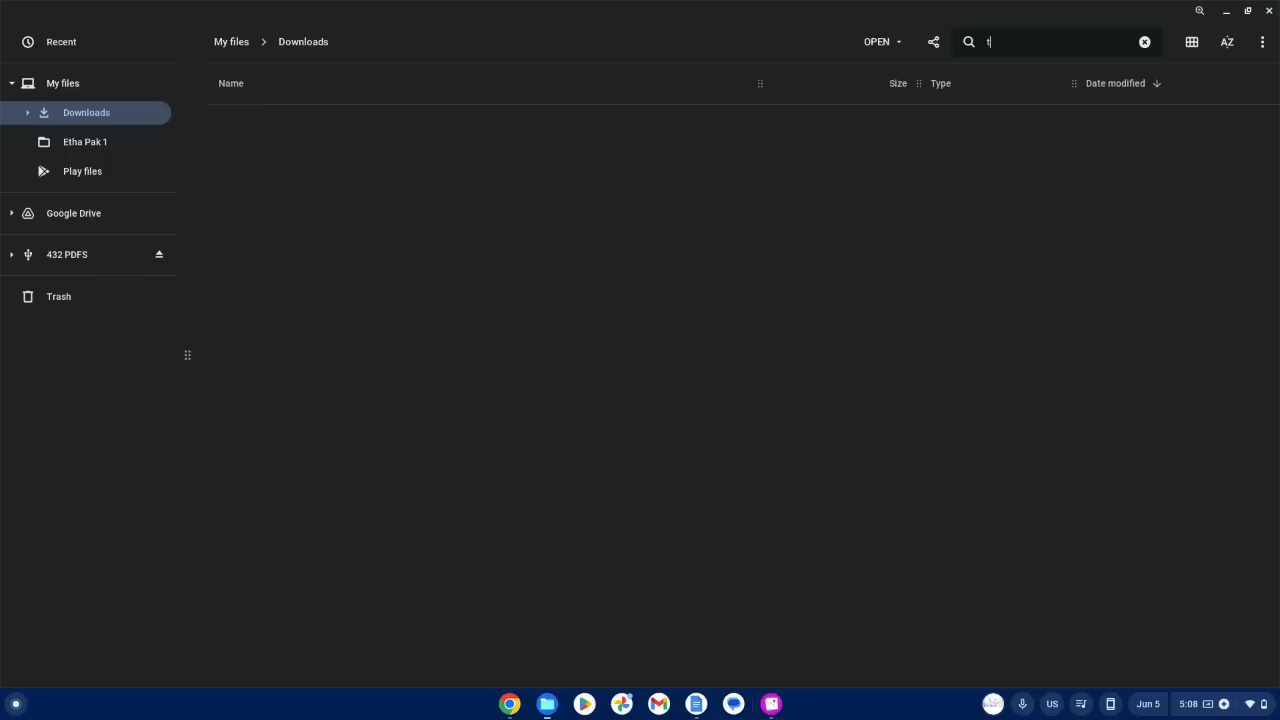 Recent
My files > Downloads
OPEN
t
My files
Name
Size
Type
Date modified
Downloads
Etha Pak 1
Play files
Google Drive
432 PDFS
Trash
US
Jun 5
5:08